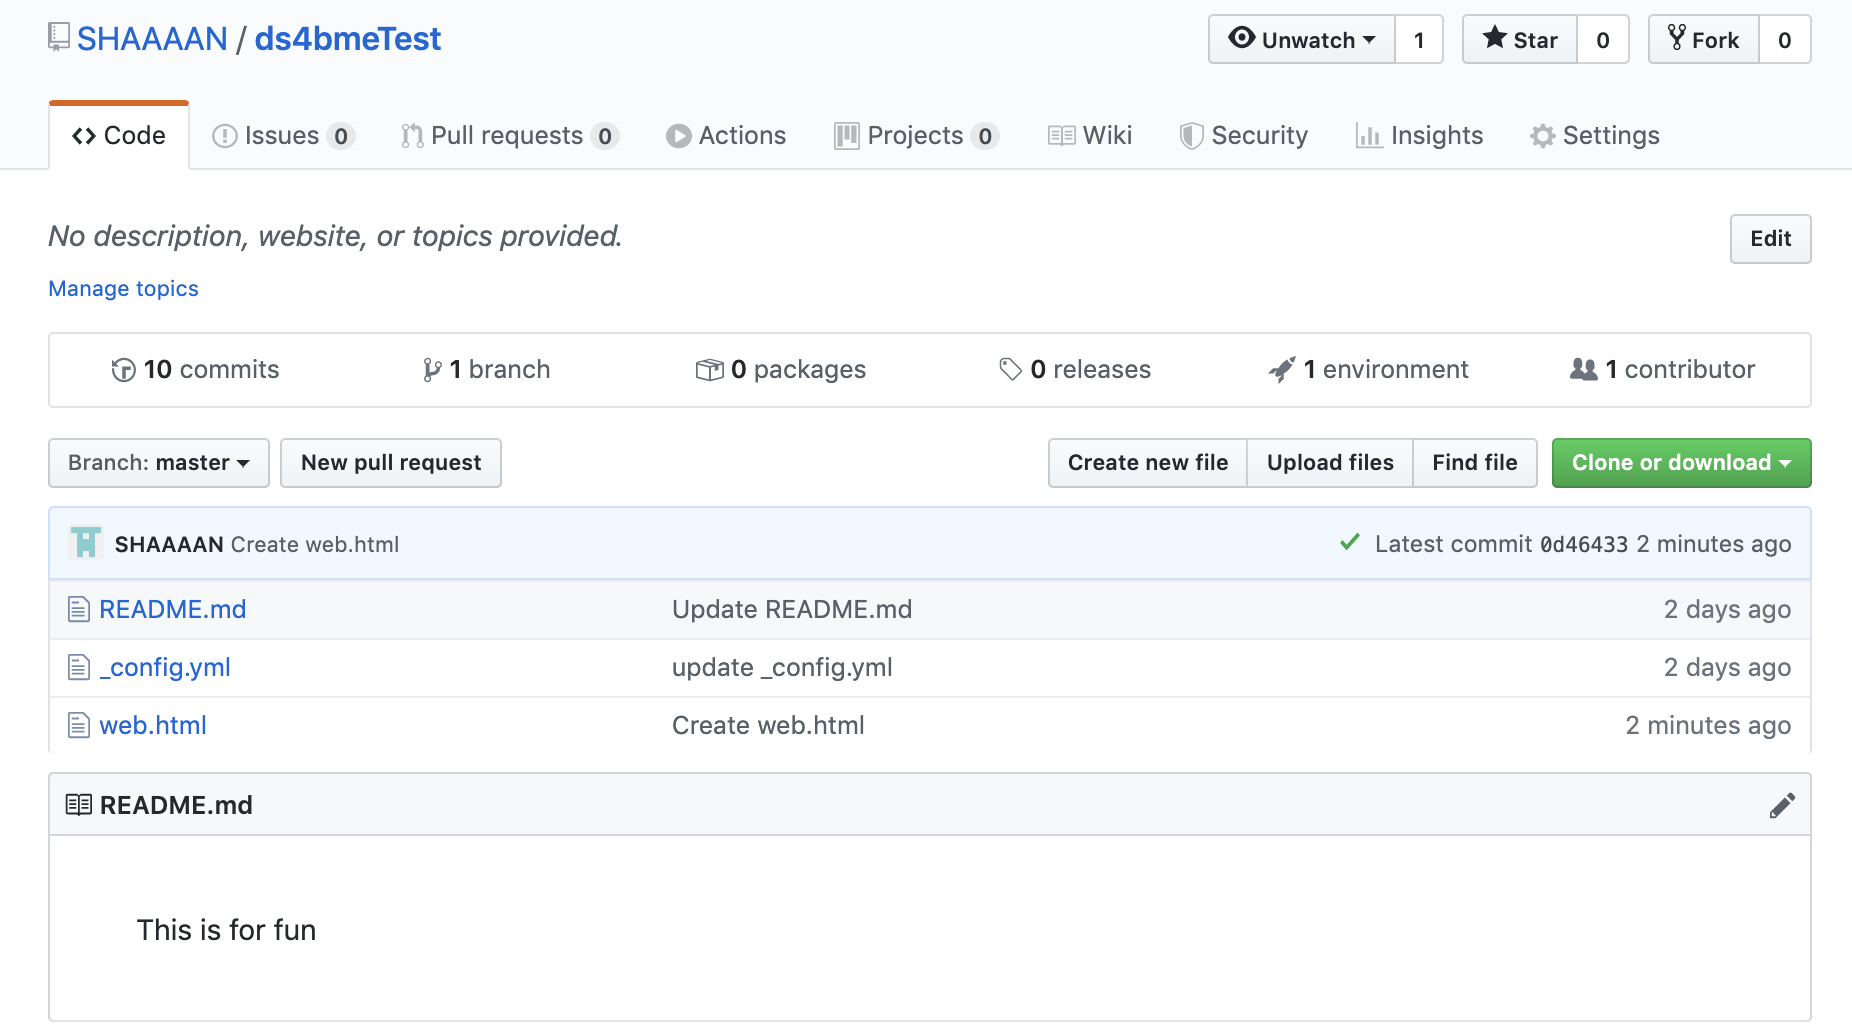 SHAAAAN / ds4bmeTest Unwatch 1 Star 0 Fork 0
Code Issues 0 Pull requests 0 Actions Projects 0 Wiki Security Insights Settings
No description, website, or topics provided. Edit
Manage topics
10 commits 1 branch 0 packages 0 releases 1 environment 1 contributor
Branch: master New pull request Create new file Upload files Find file Clone or download
SHAAAAN Create web.html Latest commit 0d46433 2 minutes ago
README.md Update README.md 2 days ago
_config.yml update _config.yml 2 days ago
web.html Create web.html 2 minutes ago
README.md
This is for fun